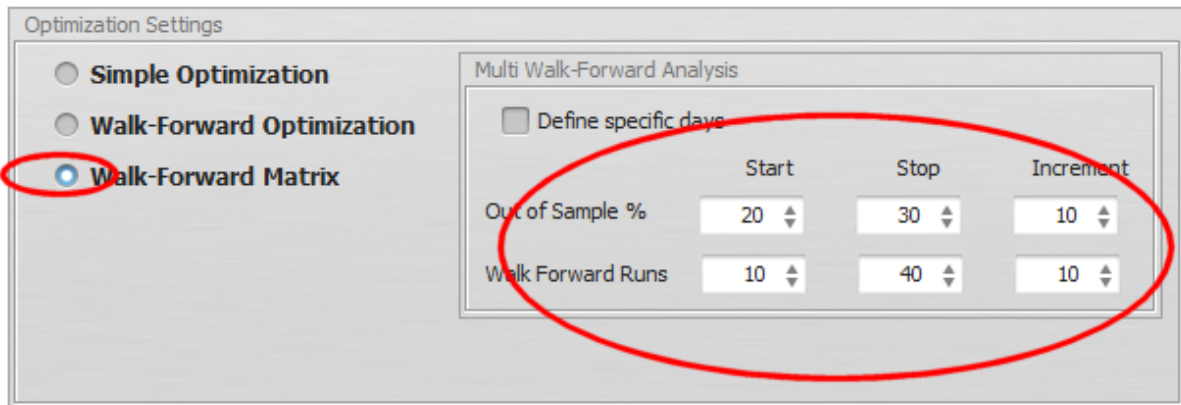 Optimization Settings
Simple Optimization
Walk-Forward Optimization
Walk-Forward Matrix
Multi Walk-Forward Analysis
Define specific days
Start Stop Increment
Out of Sample % 20 30 10
Walk Forward Runs 10 40 10